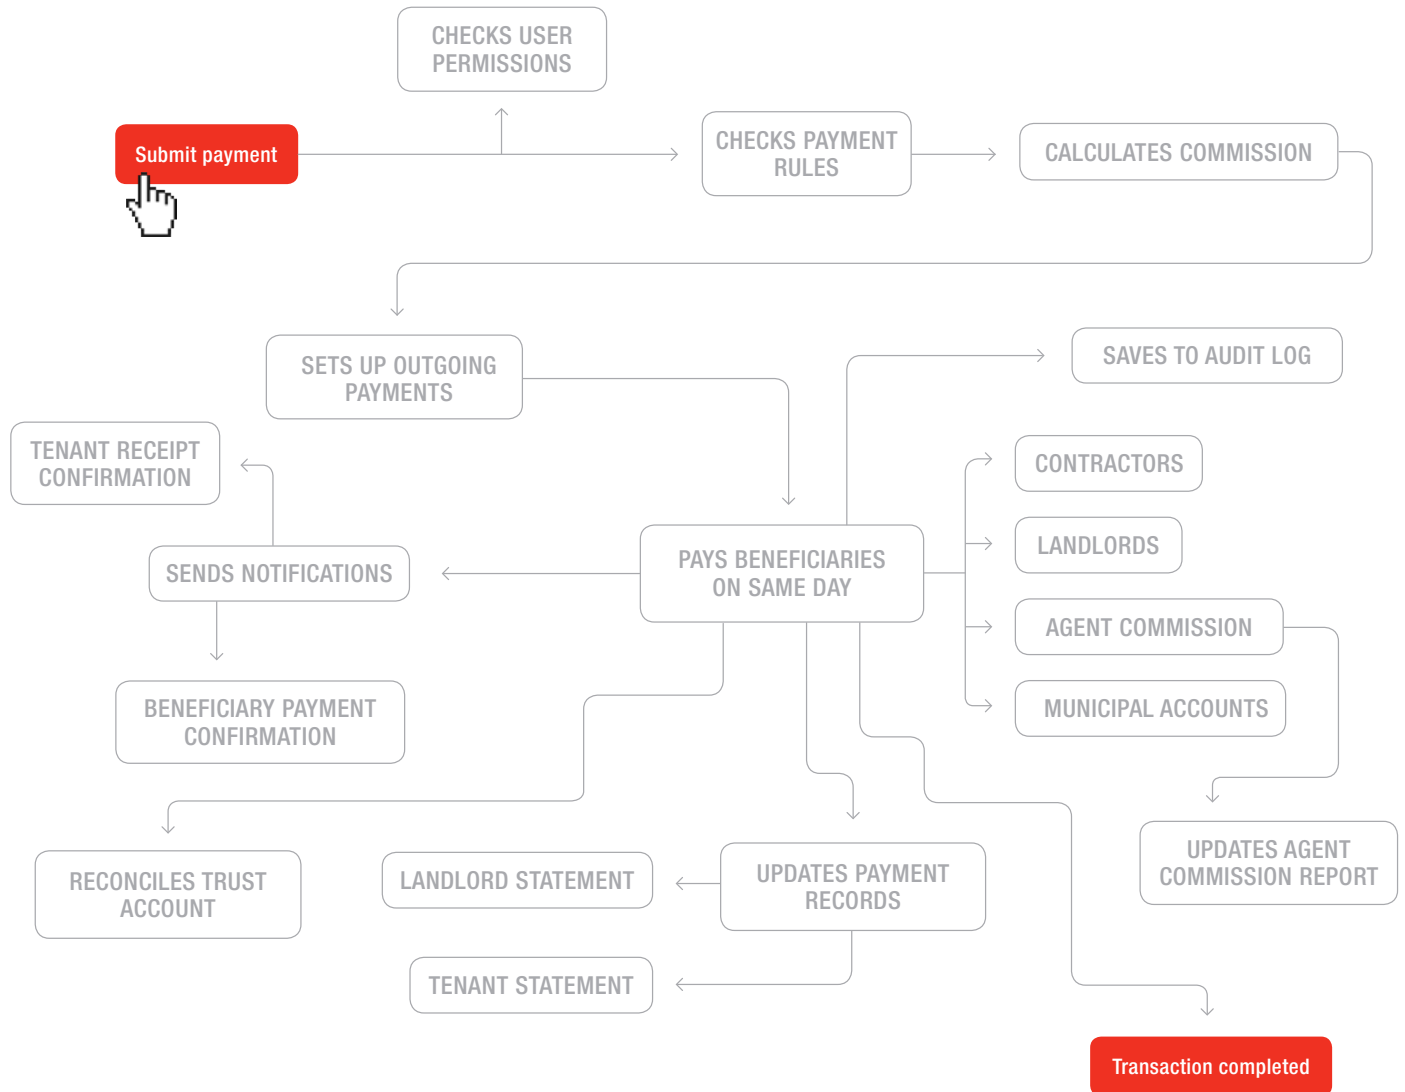 CHECKS USER
PERMISSIONS
Submit payment
CHECKS PAYMENT
RULES
CALCULATES COMMISSION
SETS UP OUTGOING
PAYMENTS
SAVES TO AUDIT LOG
TENANT RECEIPT
CONFIRMATION
CONTRACTORS
LANDLORDS
SENDS NOTIFICATIONS
PAYS BENEFICIARIES
ON SAME DAY
AGENT COMMISSION
BENEFICIARY PAYMENT
CONFIRMATION
MUNICIPAL ACCOUNTS
RECONCILES TRUST
ACCOUNT
LANDLORD STATEMENT
UPDATES PAYMENT
RECORDS
UPDATES AGENT
COMMISSION REPORT
TENANT STATEMENT
Transaction completed